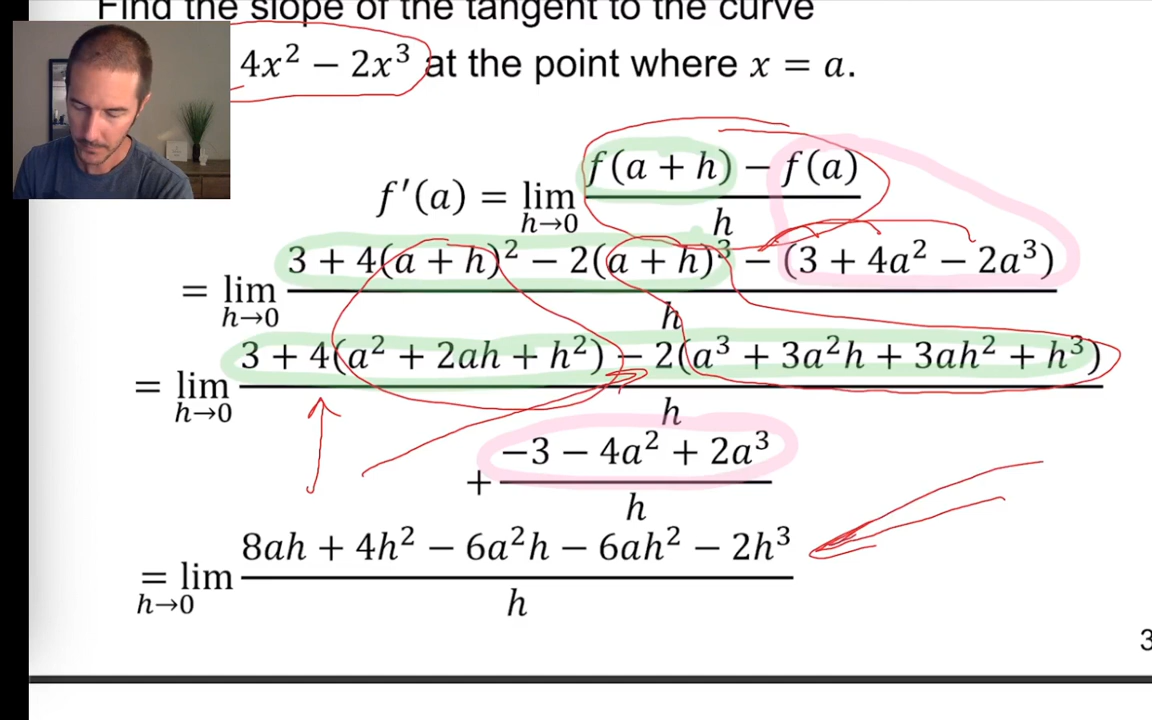 Find the slope of the tangent to the curve
4x² − 2x³ at the point where x = a.
f(a + h) − f(a)
f′(a) = lim
h→0 h
3 + 4(a + h)² − 2(a + h)³ − (3 + 4a² − 2a³)
= lim
h→0 h
3 + 4(a² + 2ah + h²) − 2(a³ + 3a²h + 3ah² + h³)
= lim
h→0 h
−3 − 4a² + 2a³
+
h
8ah + 4h² − 6a²h − 6ah² − 2h³
= lim
h→0 h
3